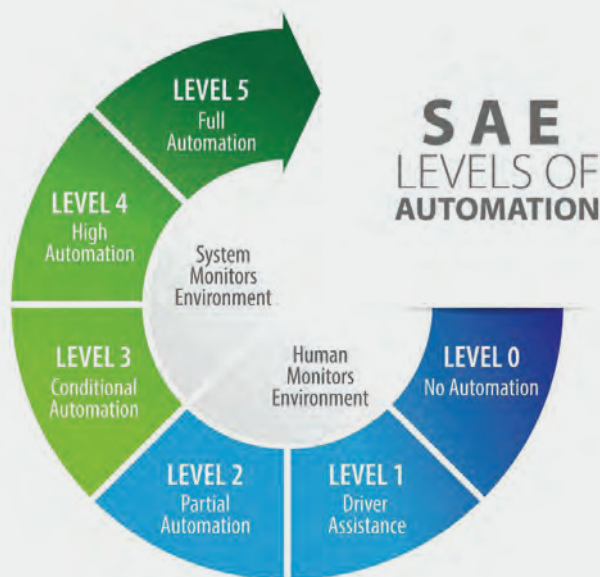 SAE
LEVELS OF
AUTOMATION
LEVEL 0
No Automation
LEVEL 1
Driver
Assistance
LEVEL 2
Partial
Automation
LEVEL 3
Conditional
Automation
LEVEL 4
High
Automation
LEVEL 5
Full
Automation
System
Monitors
Environment
Human
Monitors
Environment